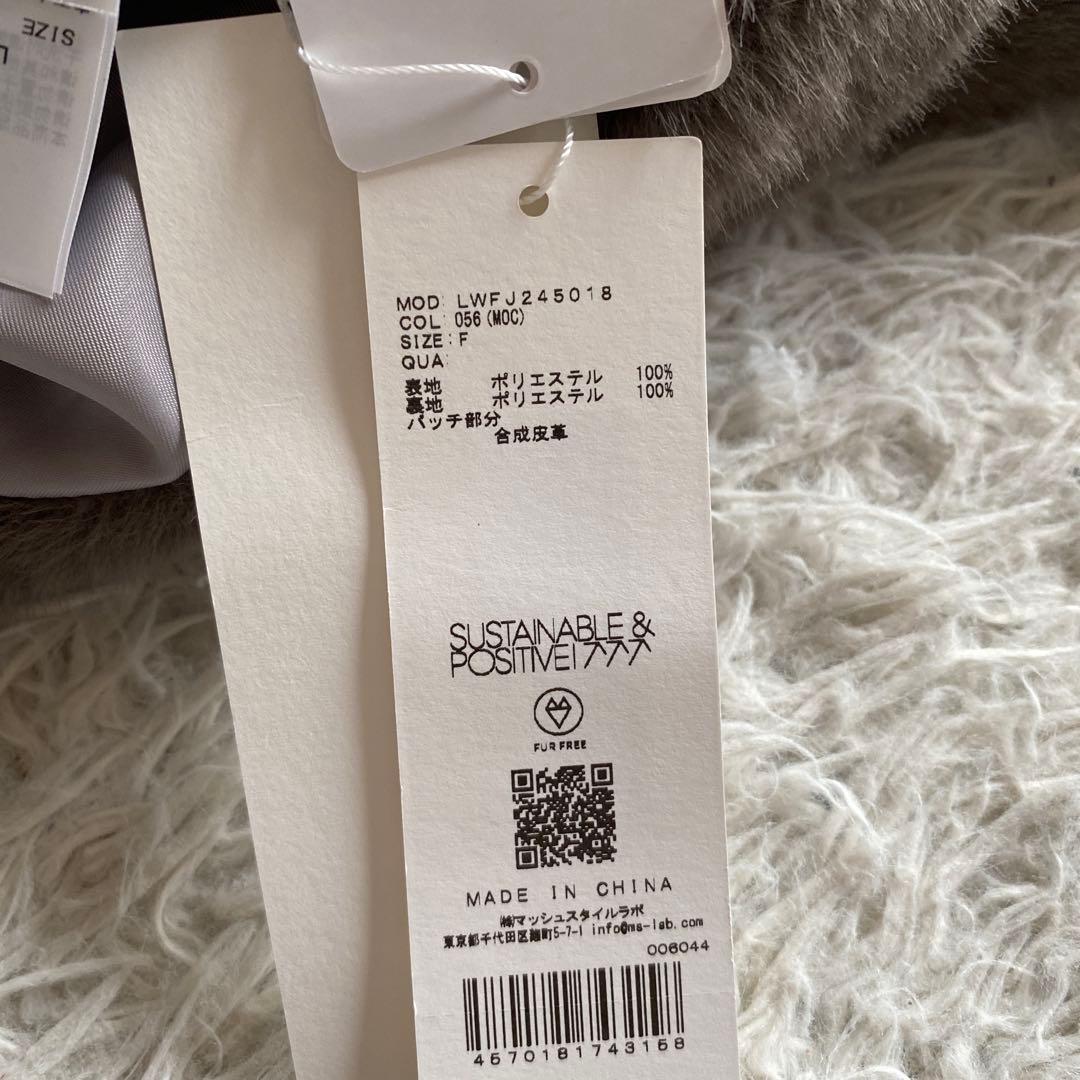 SIZE
L
MOD: LWFJ245018
COL: 056(MOC)
SIZE: F
QUA:
表地 ポリエステル 100%
裏地 ポリエステル 100%
パッチ部分
合成皮革
SUSTAINABLE &
POSITIVE!
FUR FREE
MADE IN CHINA
㈱マッシュスタイルラボ
東京都千代田区麹町5-7-1 info@ms-lab.com
006044
4570181743158